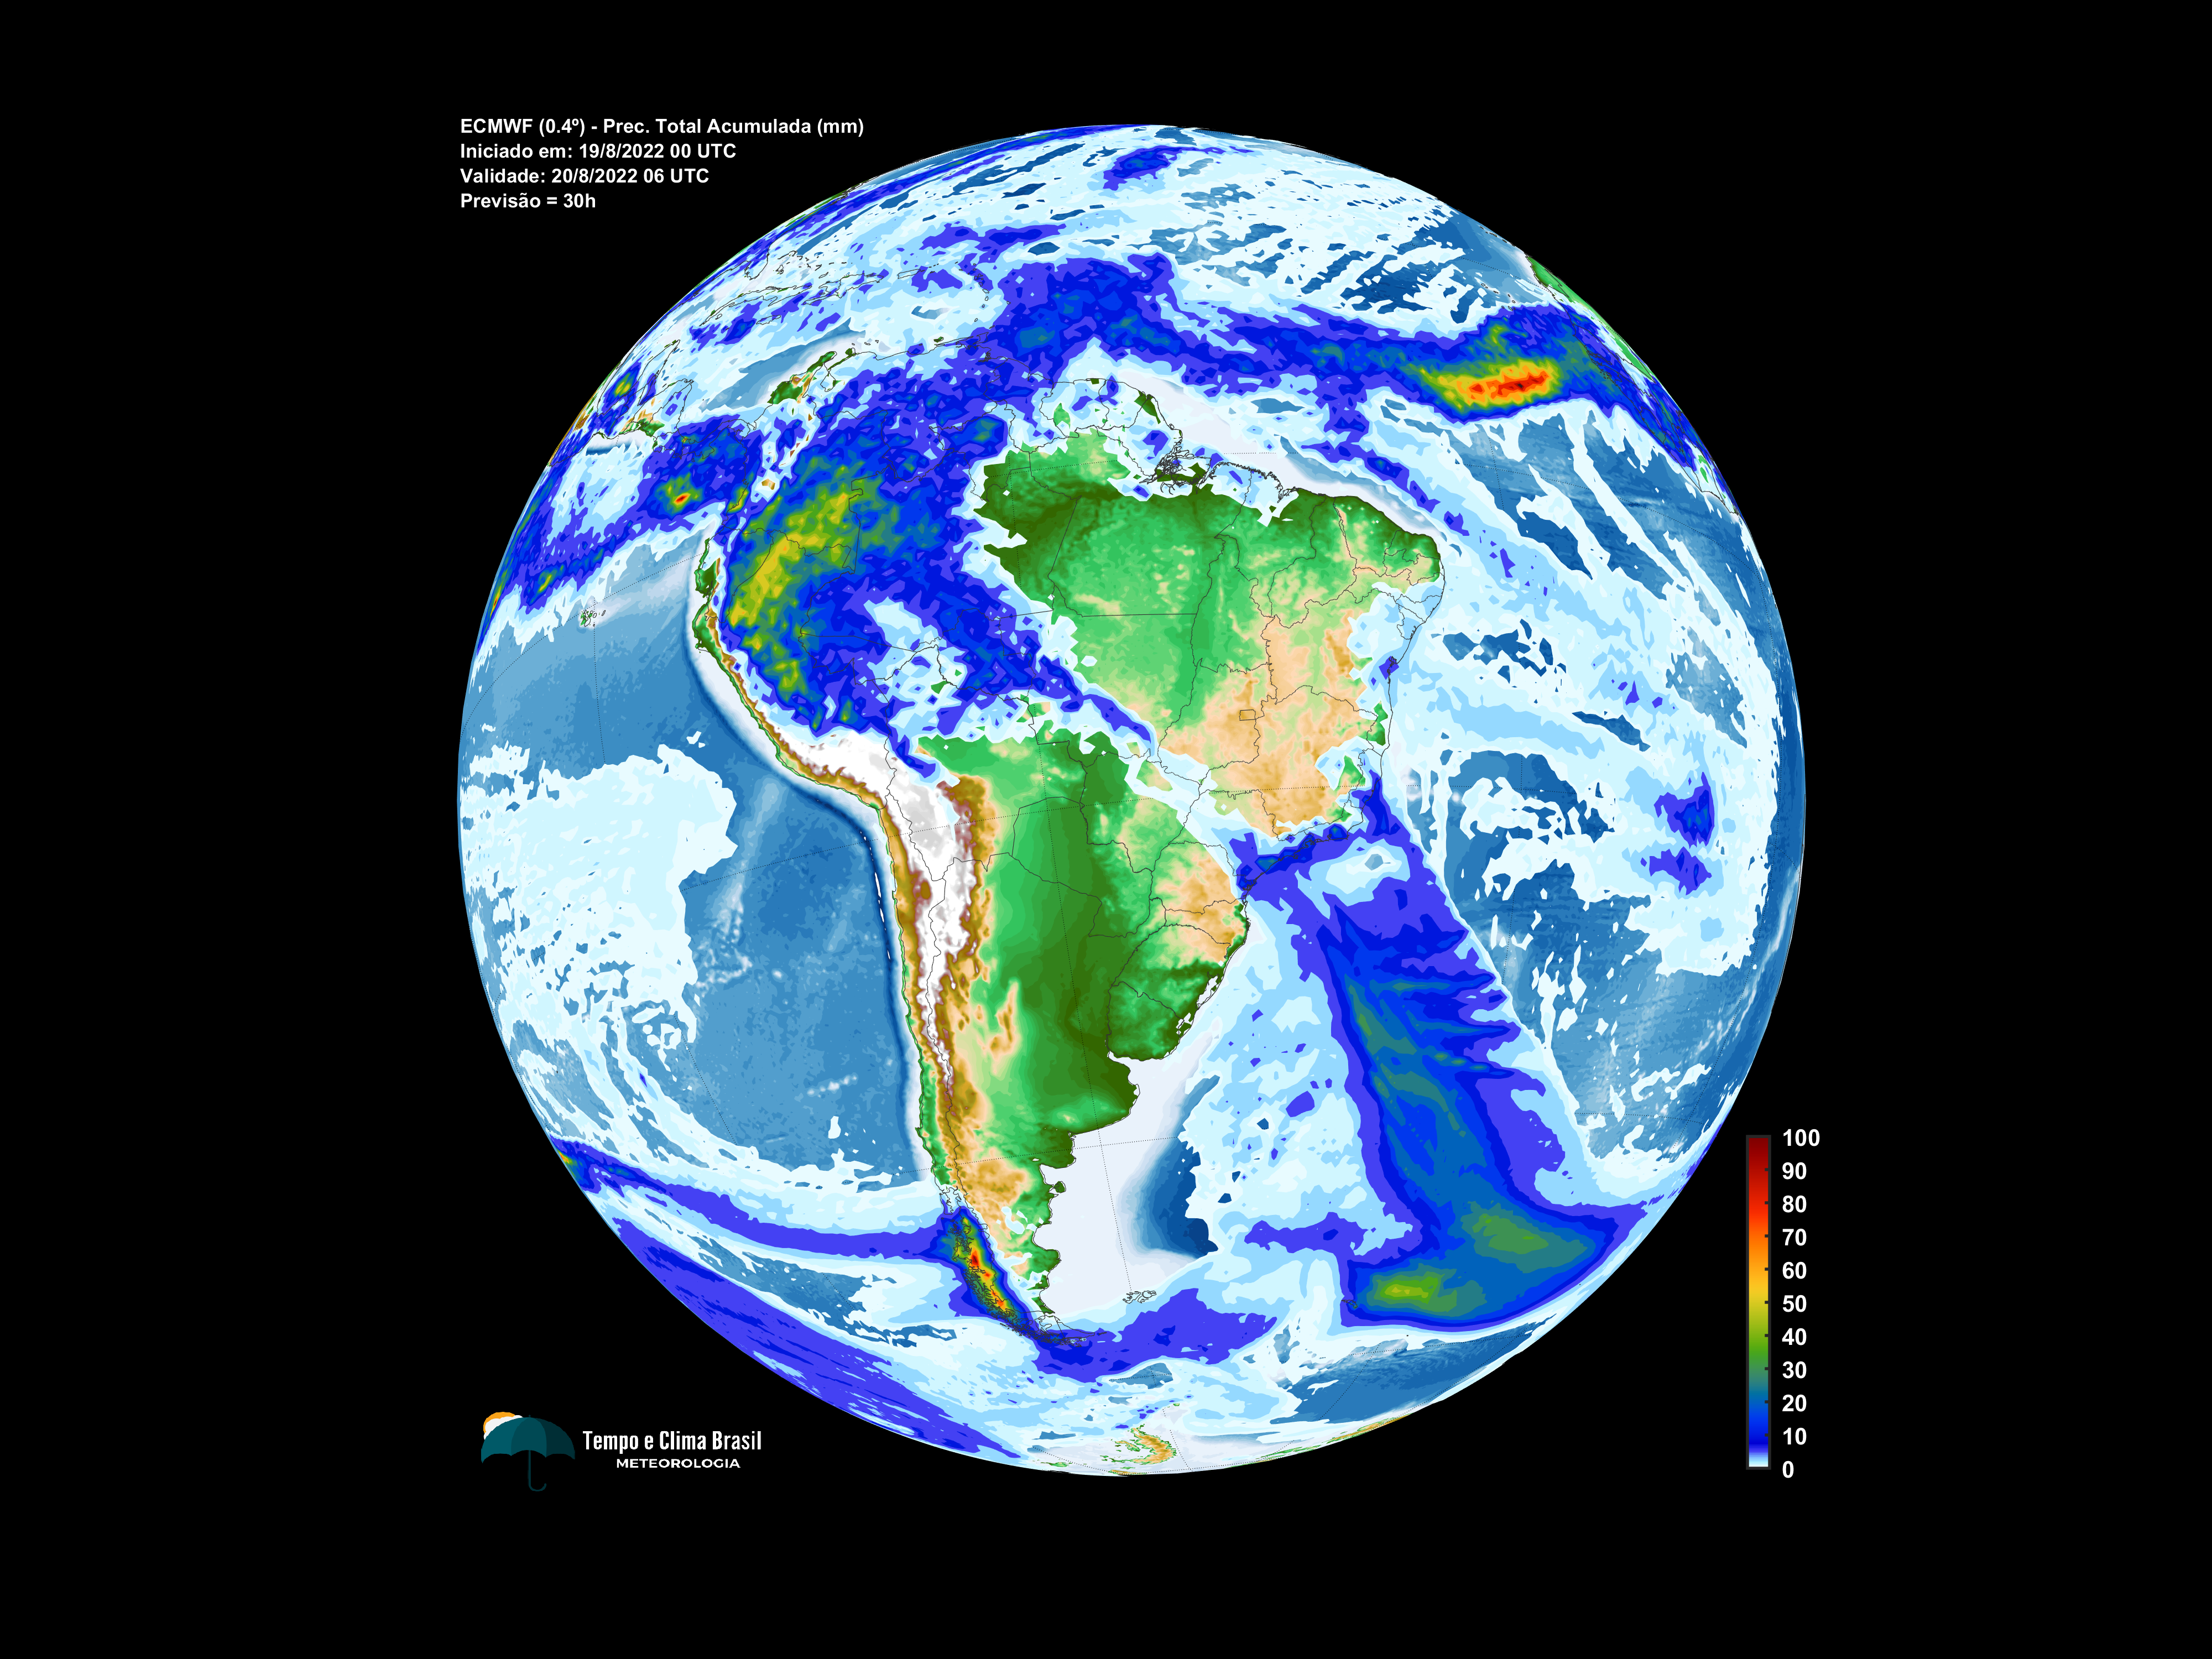 ECMWF (0.4º) - Prec. Total Acumulada (mm)
Iniciado em: 19/8/2022 00 UTC
Validade: 20/8/2022 06 UTC
Previsão = 30h
100
90
80
70
60
50
40
30
20
10
0
Tempo e Clima Brasil
METEOROLOGIA